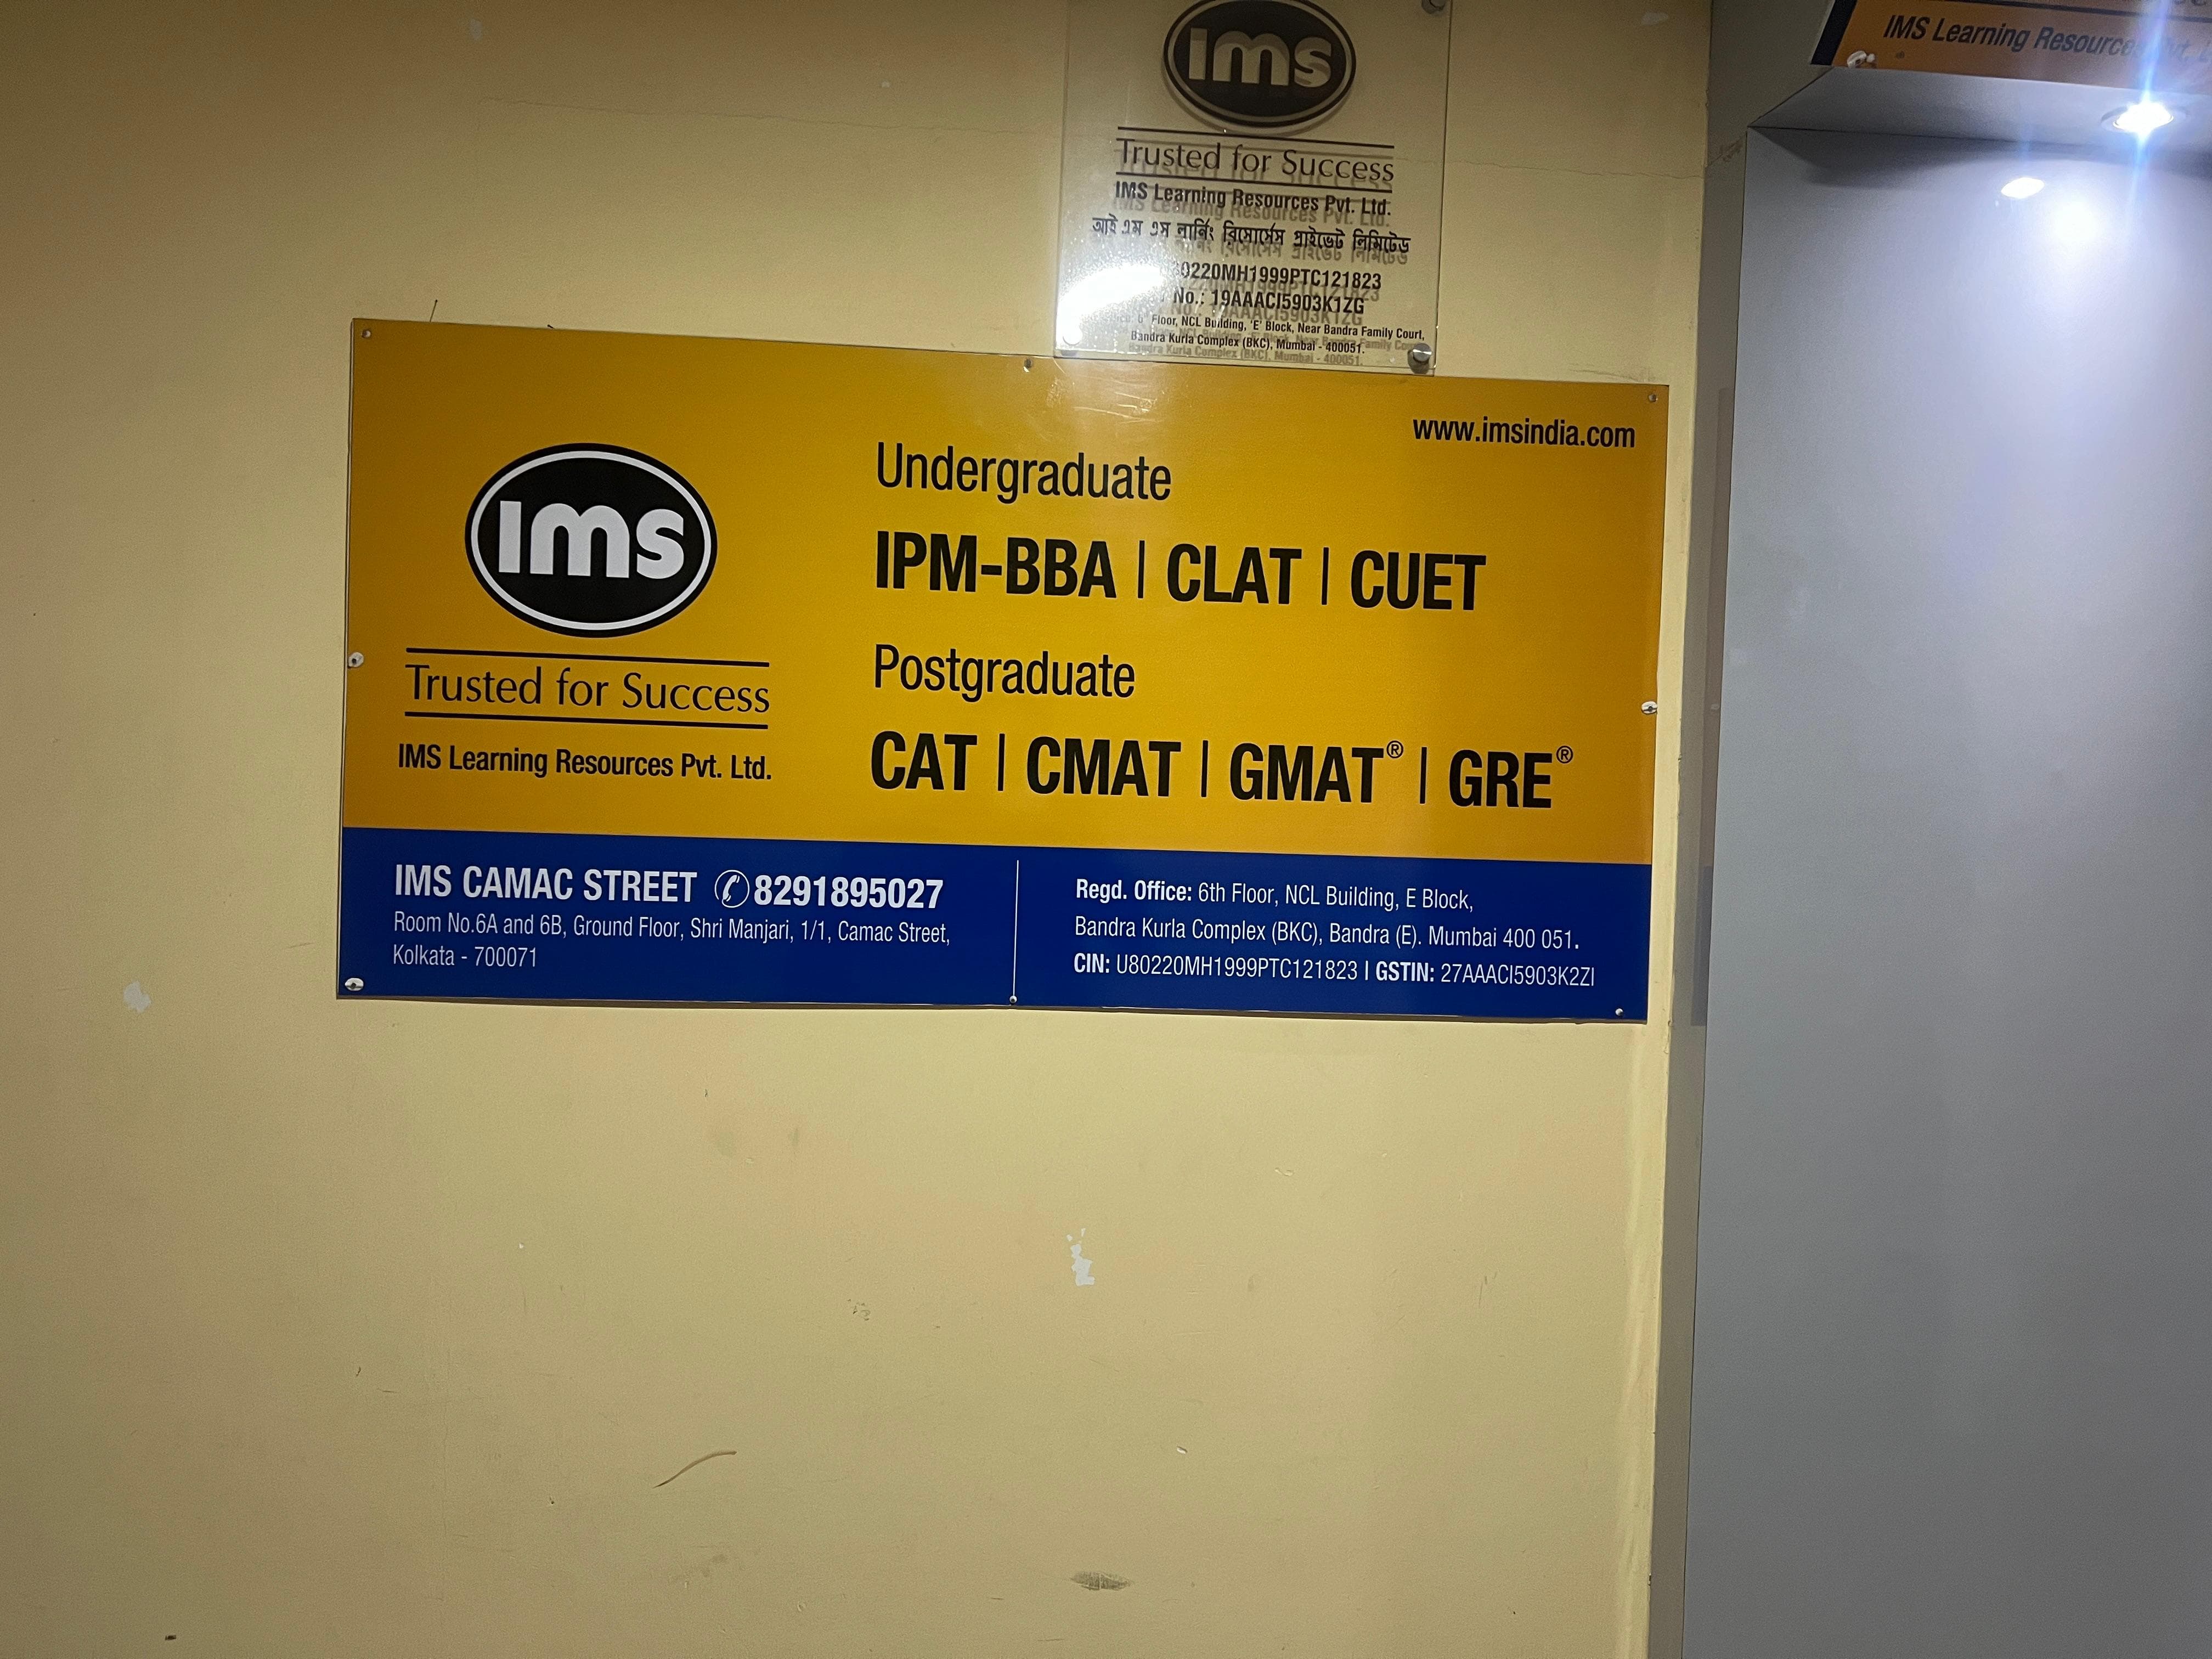 ims
Trusted for Success
IMS Learning Resources Pvt. Ltd.
আই এম এস লার্নিং রিসোর্সেস প্রাইভেট লিমিটেড
0220MH1999PTC121823
No.: 19AAACI5903K1ZG
Floor, NCL Building, 'E' Block, Near Bandra Family Court,
Bandra Kurla Complex (BKC), Mumbai - 400051.
IMS Learning Resources Pvt.
www.imsindia.com
ims
Trusted for Success
IMS Learning Resources Pvt. Ltd.
Undergraduate
IPM-BBA | CLAT | CUET
Postgraduate
CAT | CMAT | GMAT® | GRE®
IMS CAMAC STREET ✆8291895027
Room No.6A and 6B, Ground Floor, Shri Manjari, 1/1, Camac Street,
Kolkata - 700071
Regd. Office: 6th Floor, NCL Building, E Block,
Bandra Kurla Complex (BKC), Bandra (E). Mumbai 400 051.
CIN: U80220MH1999PTC121823 | GSTIN: 27AAACI5903K2ZI